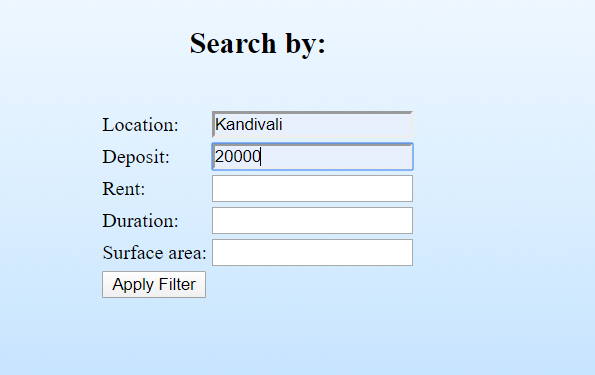 Search by:
Location: Kandivali
Deposit: 20000
Rent:
Duration:
Surface area:
Apply Filter